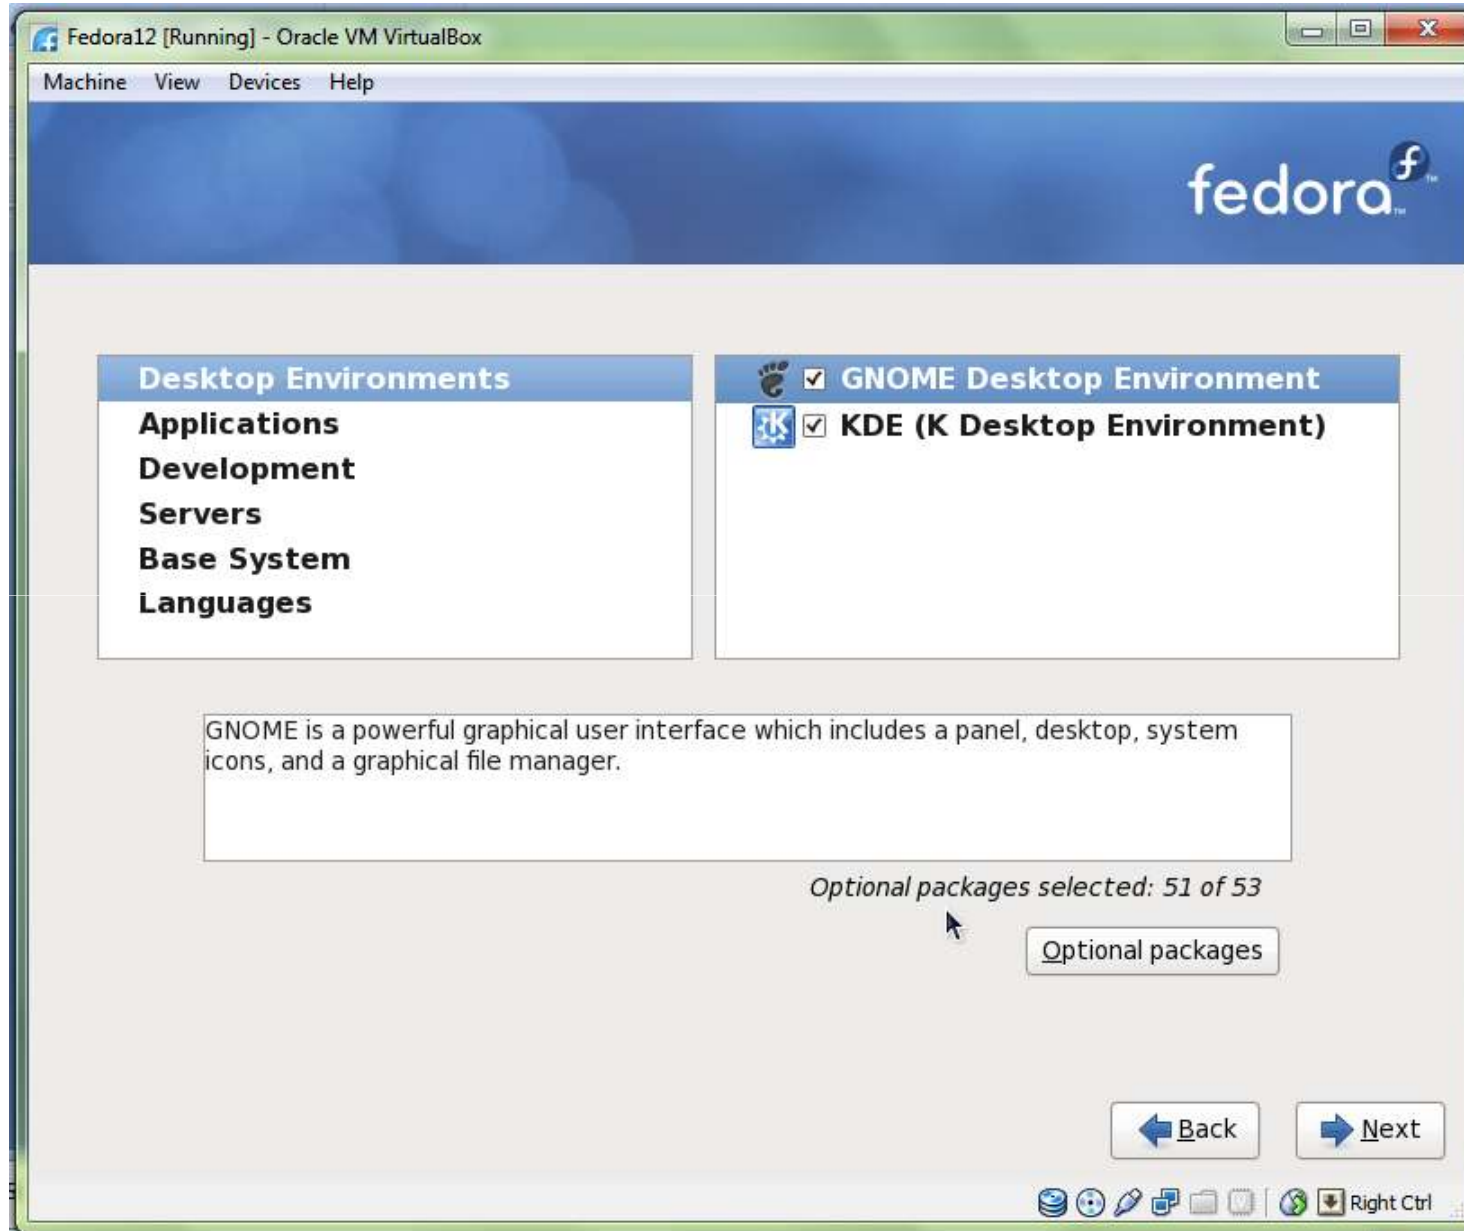 Fedora12 [Running] - Oracle VM VirtualBox
Machine View Devices Help
fedora
Desktop Environments
Applications
Development
Servers
Base System
Languages
GNOME Desktop Environment
KDE (K Desktop Environment)
GNOME is a powerful graphical user interface which includes a panel, desktop, system
icons, and a graphical file manager.
Optional packages selected: 51 of 53
Optional packages
Back Next
Right Ctrl